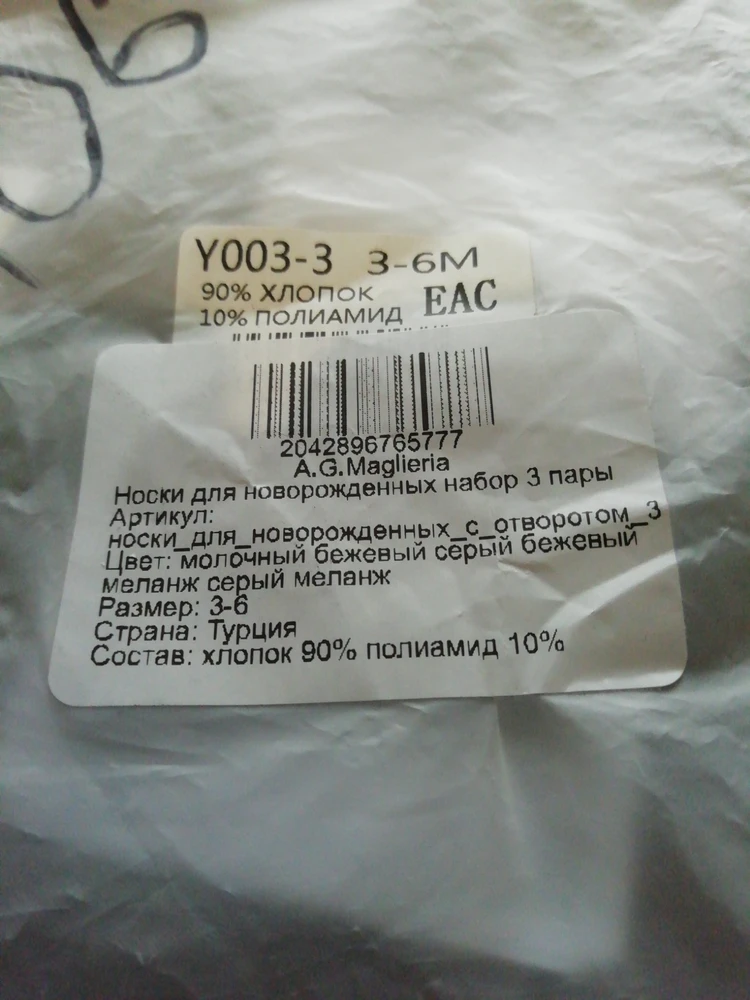 Y003-3 3-6М
90% ХЛОПОК
10% ПОЛИАМИД EAC
2042896765777
A.G.Maglieria
Носки для новорожденных набор 3 пары
Артикул:
носки_для_новорожденных_с_отворотом_3
Цвет: молочный бежевый серый бежевый
меланж серый меланж
Размер: 3-6
Страна: Турция
Состав: хлопок 90% полиамид 10%